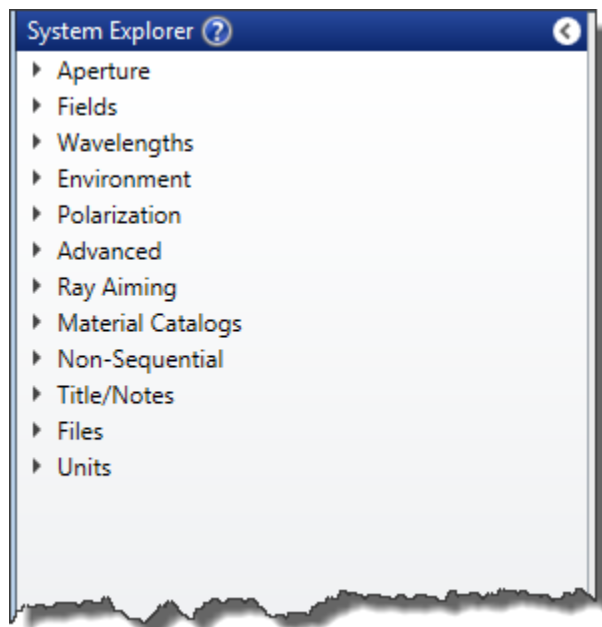 System Explorer ?
Aperture
Fields
Wavelengths
Environment
Polarization
Advanced
Ray Aiming
Material Catalogs
Non-Sequential
Title/Notes
Files
Units